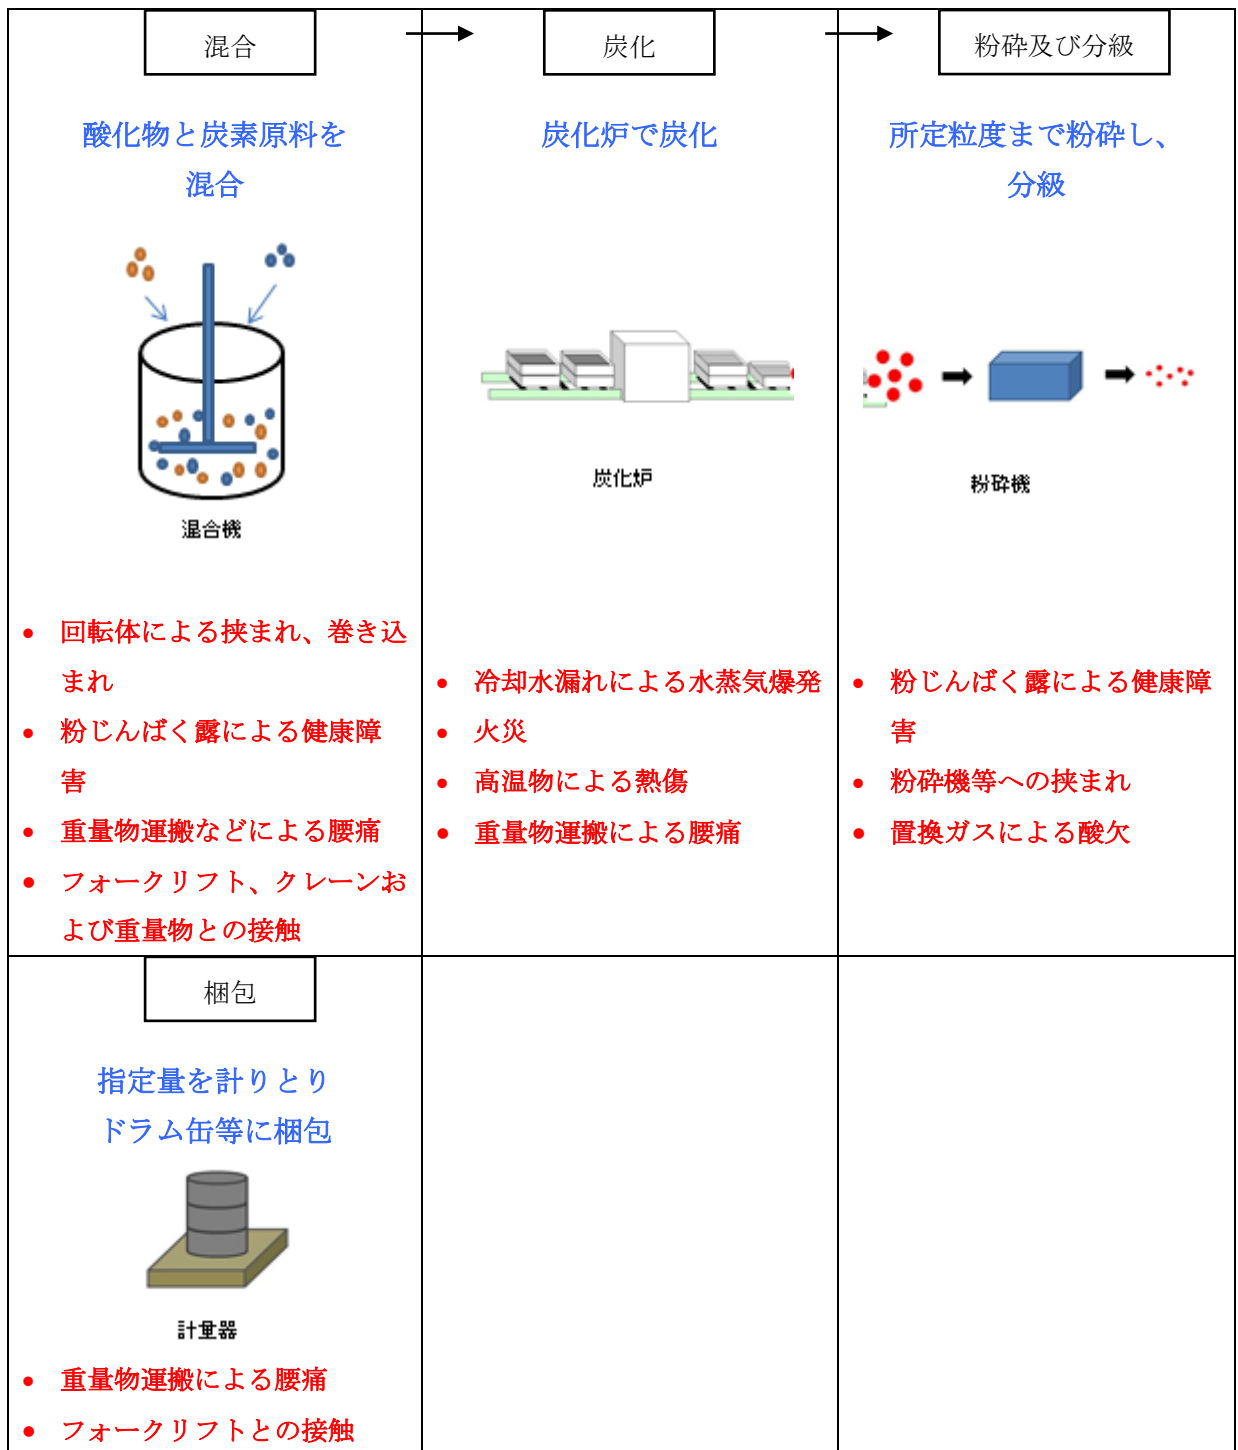 混合
酸化物と炭素原料を
混合
混合機
• 回転体による挟まれ、巻き込
まれ
• 粉じんばく露による健康障
害
• 重量物運搬などによる腰痛
• フォークリフト、クレーンお
よび重量物との接触
炭化
炭化炉で炭化
炭化炉
• 冷却水漏れによる水蒸気爆発
• 火災
• 高温物による熱傷
• 重量物運搬による腰痛
粉砕及び分級
所定粒度まで粉砕し、
分級
粉砕機
• 粉じんばく露による健康障
害
• 粉砕機等への挟まれ
• 置換ガスによる酸欠
梱包
指定量を計りとり
ドラム缶等に梱包
計量器
• 重量物運搬による腰痛
• フォークリフトとの接触